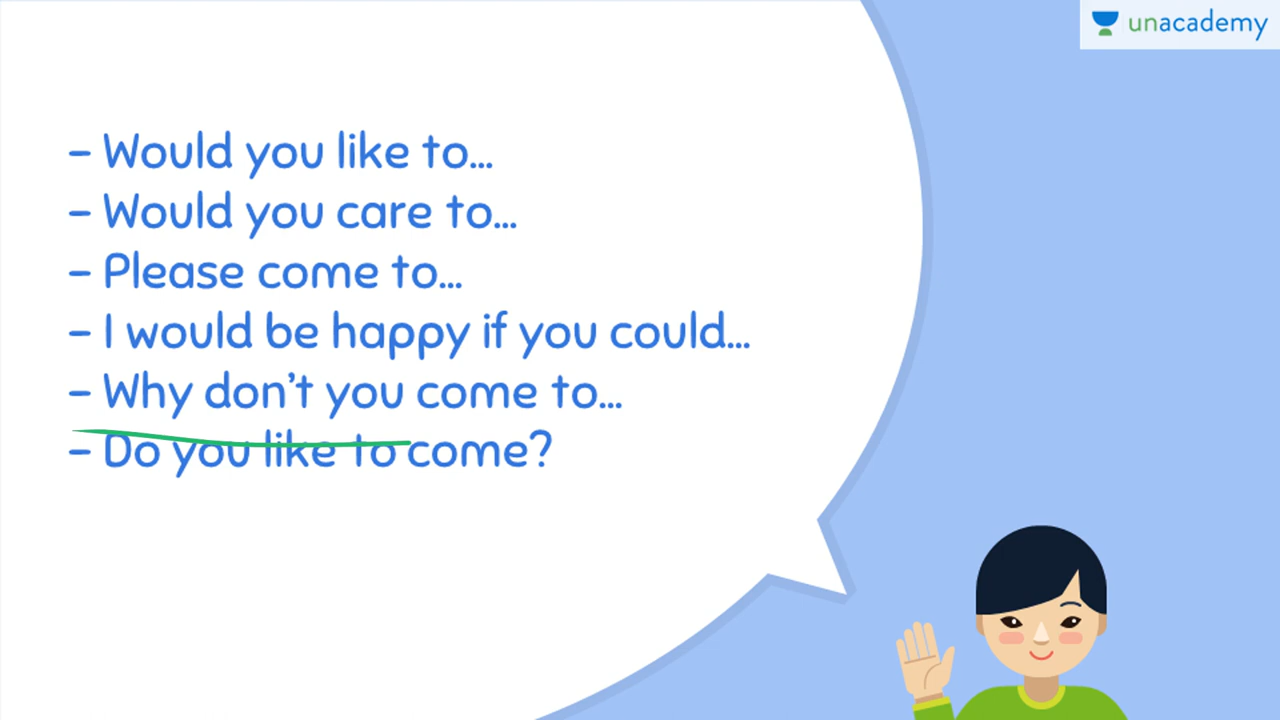 unacademy
- Would you like to...
- Would you care to...
- Please come to...
- I would be happy if you could...
- Why don't you come to...
- Do you like to come?